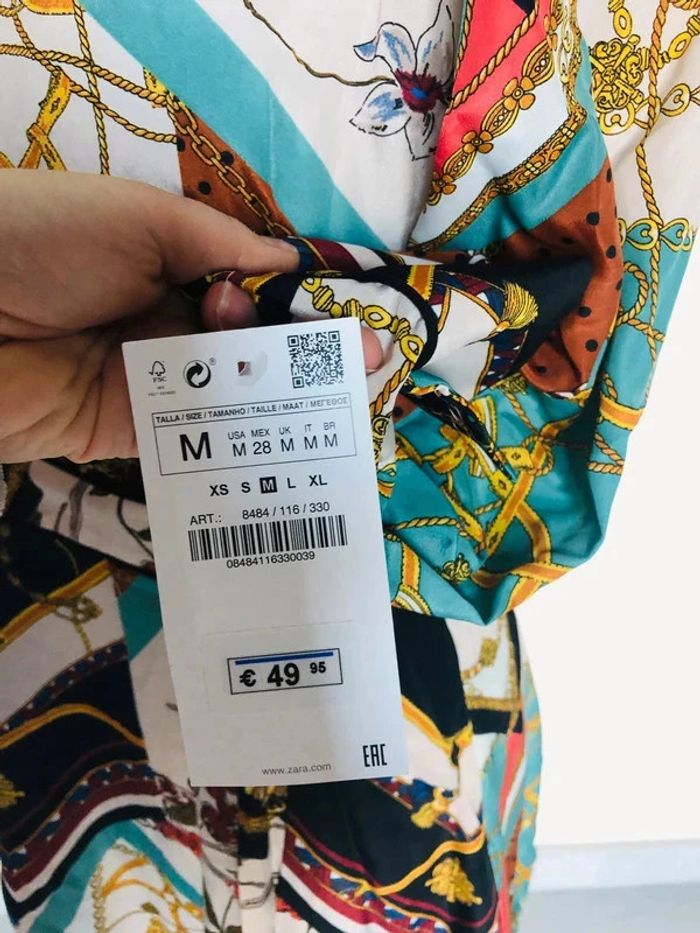 FSC
®
TALLA / SIZE / TAMANHO / TAILLE / MAAT / ΜΕΓΕΘΟΣ
M USA MEX UK IT BR
M 28 M M M
XS S M L XL
ART.: 8484 / 116 / 330
08484116330039
€ 49 95
EAC
www.zara.com